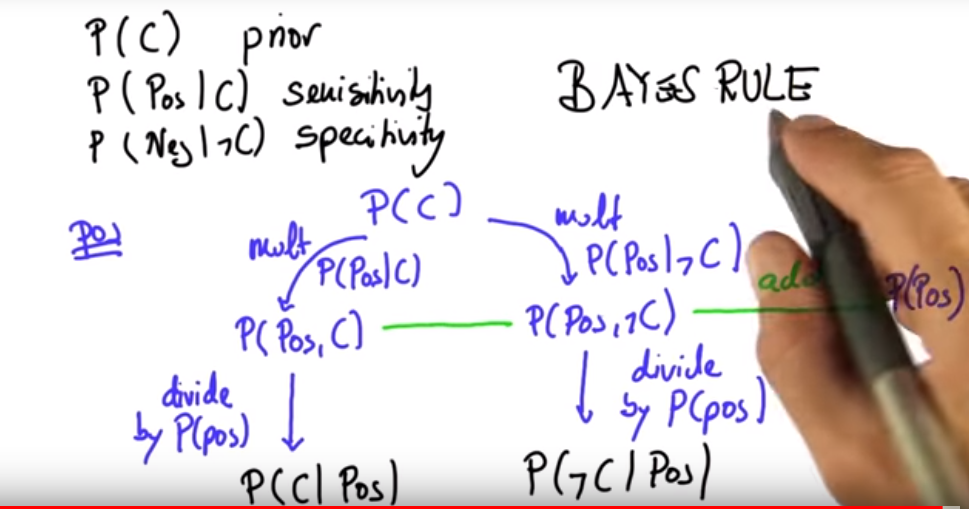 P(C) prior
P(Pos|C) sensitivity
P(Neg|¬C) specitivity
BAYES RULE
Pos
P(C)
mult
P(Pos|C)
mult
P(Pos|¬C)
P(Pos,C)
P(Pos,¬C)
add
P(Pos)
divide
by P(pos)
divide
by P(pos)
P(C|Pos)
P(¬C|Pos)